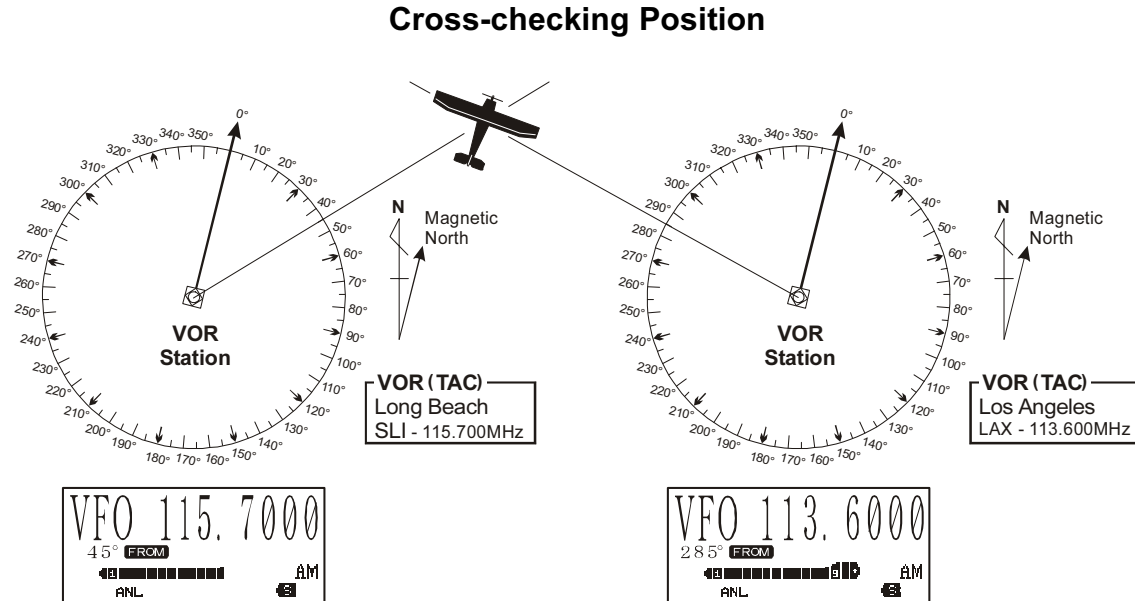 Cross-checking Position
0°
10°
20°
30°
40°
50°
60°
70°
80°
90°
100°
110°
120°
130°
140°
150°
160°
170°
180°
190°
200°
210°
220°
230°
240°
250°
260°
270°
280°
290°
300°
310°
320°
330°
340°
350°
VOR
Station
N
Magnetic
North
VOR (TAC)
Long Beach
SLI - 115.700MHz
VFO 115.7000
45° FROM
AM
ANL
S
0°
10°
20°
30°
40°
50°
60°
70°
80°
90°
100°
110°
120°
130°
140°
150°
160°
170°
180°
190°
200°
210°
220°
230°
240°
250°
260°
270°
280°
290°
300°
310°
320°
330°
340°
350°
VOR
Station
N
Magnetic
North
VOR (TAC)
Los Angeles
LAX - 113.600MHz
VFO 113.6000
285° FROM
AM
ANL
S